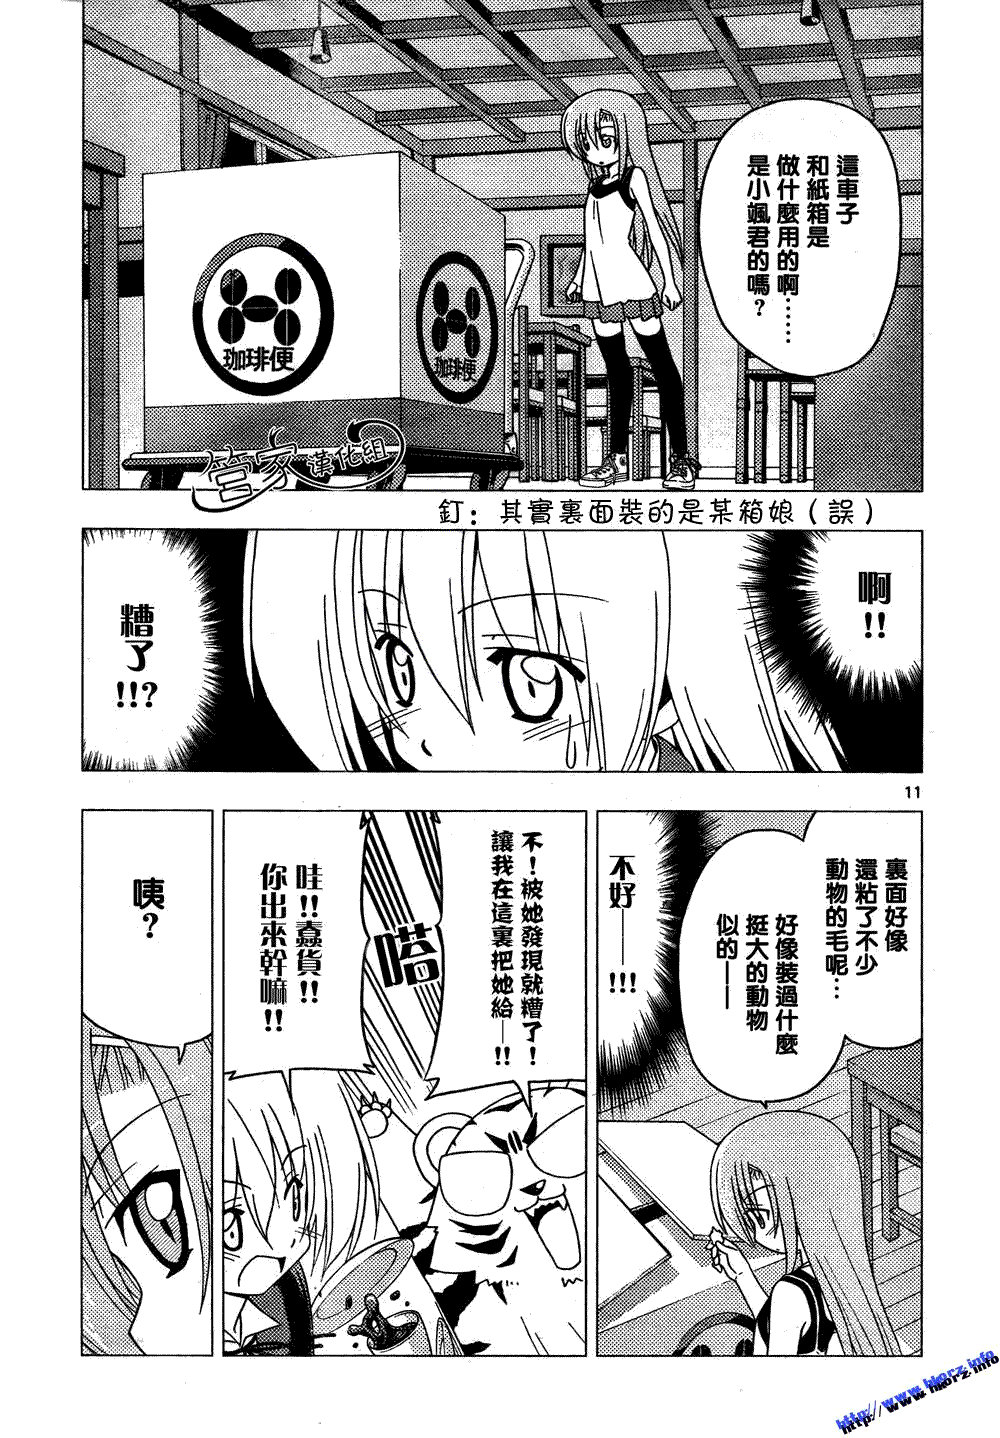 這車子
和紙箱是
做什麼用的啊……
是小颯君的嗎?
珈琲便
珈琲便
管家漢化組
釘: 其實裏面裝的是某箱娘(誤)
啊!!
糟了!!?
11
裏面好像
還粘了不少
動物的毛呢…
好像裝過什麼
挺大的動物
似的——
不好——!!!
不!被她發現就糟了!
讓我在這裏把她給—!!
嗒
哇!!蠢貨!!
你出來幹嘛!!
咦?
http://www.hkorz.info